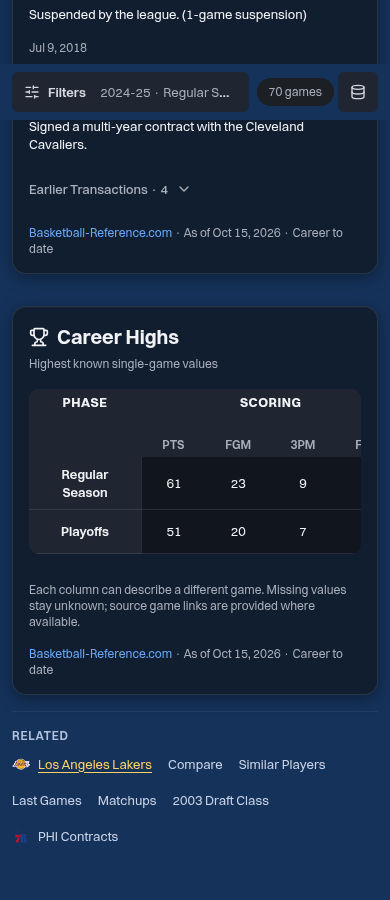 Suspended by the league. (1-game suspension)
Jul 9, 2018
Filters 2024-25 · Regular S... 70 games
Signed a multi-year contract with the Cleveland
Cavaliers.
Earlier Transactions · 4
Basketball-Reference.com · As of Oct 15, 2026 · Career to
date
Career Highs
Highest known single-game values
PHASE SCORING
PTS FGM 3PM F
Regular
Season
61 23 9
Playoffs 51 20 7
Each column can describe a different game. Missing values
stay unknown; source game links are provided where
available.
Basketball-Reference.com · As of Oct 15, 2026 · Career to
date
RELATED
Los Angeles Lakers Compare Similar Players
Last Games Matchups 2003 Draft Class
PHI Contracts